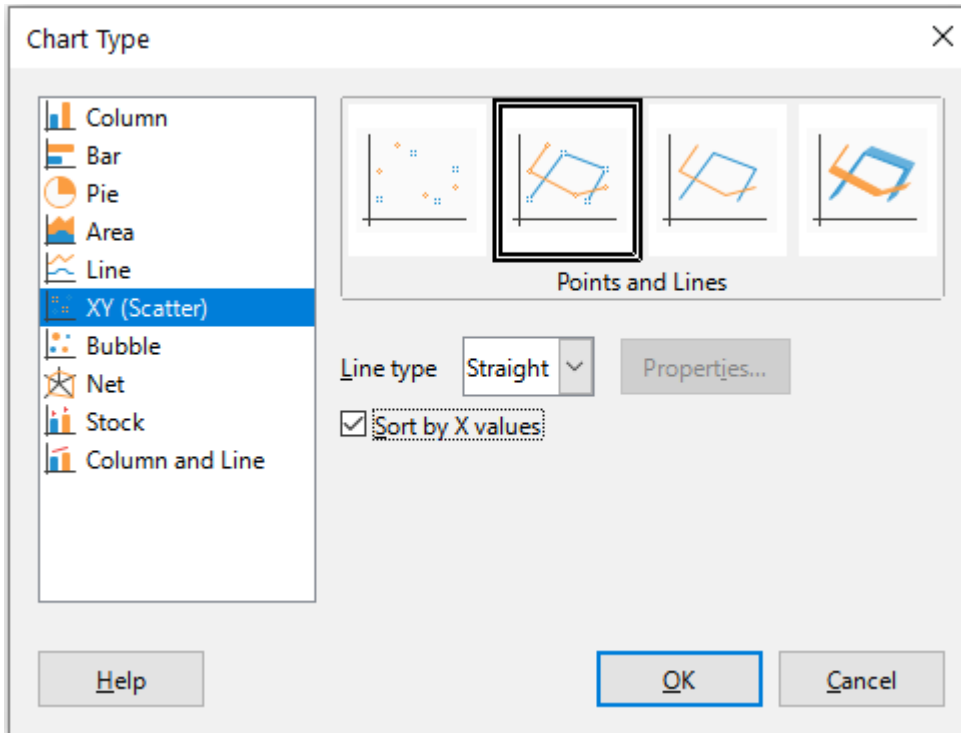 Chart Type
Column
Bar
Pie
Area
Line
XY (Scatter)
Bubble
Net
Stock
Column and Line
Points and Lines
Line type
Straight
Properties...
Sort by X values
Help
OK
Cancel